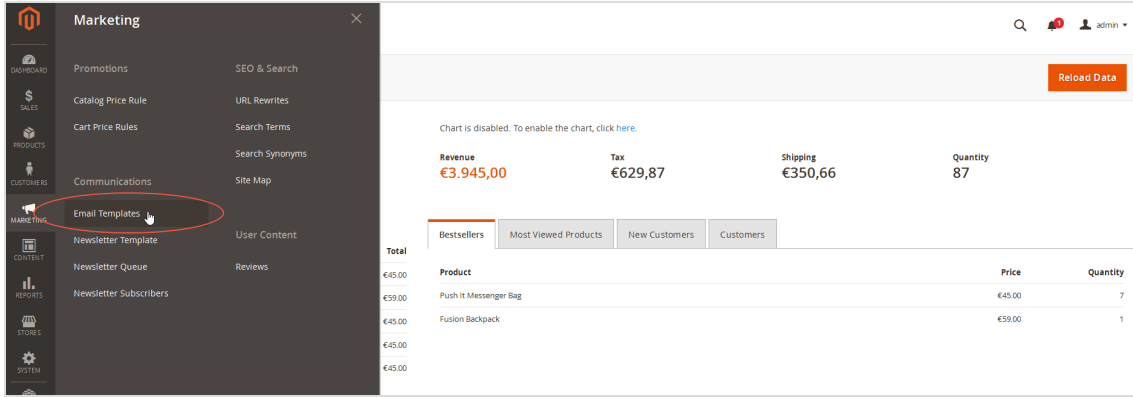 DASHBOARD
SALES
PRODUCTS
CUSTOMERS
MARKETING
CONTENT
REPORTS
STORES
SYSTEM
Marketing
Promotions
Catalog Price Rule
Cart Price Rules
Communications
Email Templates
Newsletter Template
Newsletter Queue
Newsletter Subscribers
SEO & Search
URL Rewrites
Search Terms
Search Synonyms
Site Map
User Content
Reviews
1
admin
Reload Data
Chart is disabled. To enable the chart, click here.
Revenue Tax Shipping Quantity
€3.945,00 €629,87 €350,66 87
Total
€45.00
€59.00
€45.00
€45.00
€45.00
Bestsellers Most Viewed Products New Customers Customers
Product Price Quantity
Push It Messenger Bag €45.00 7
Fusion Backpack €59.00 1